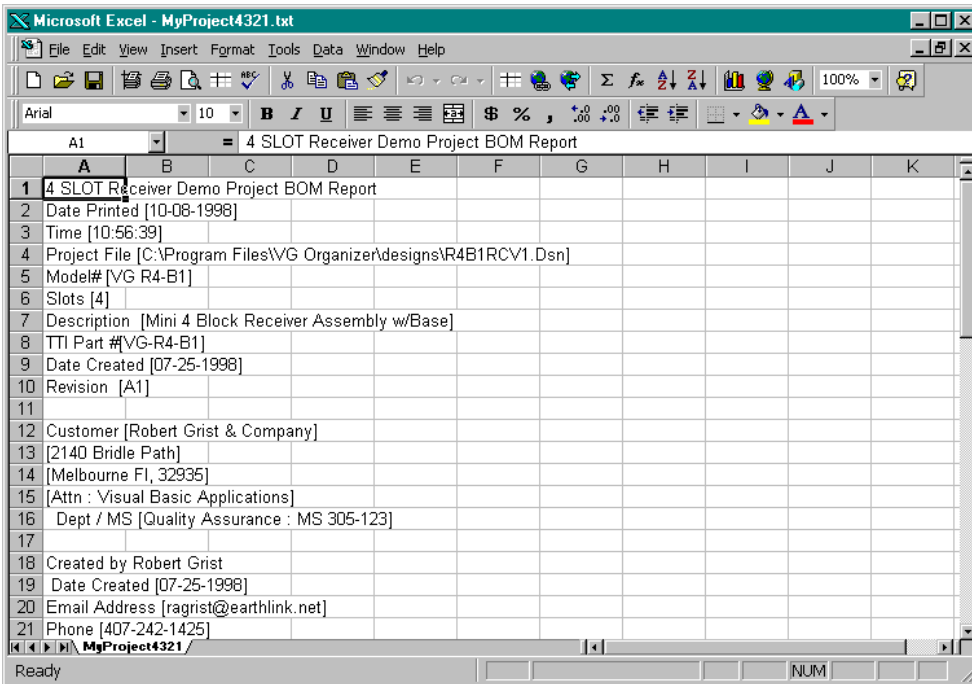 Microsoft Excel - MyProject4321.txt
File Edit View Insert Format Tools Data Window Help
ABC 100%
Arial 10 B I U $ % , .0 .00 A
A1 = 4 SLOT Receiver Demo Project BOM Report
A B C D E F G H I J K
1 4 SLOT Receiver Demo Project BOM Report
2 Date Printed [10-08-1998]
3 Time [10:56:39]
4 Project File [C:\Program Files\VG Organizer\designs\R4B1RCV1.Dsn]
5 Model# [VG R4-B1]
6 Slots [4]
7 Description [Mini 4 Block Receiver Assembly w/Base]
8 TTI Part #[VG-R4-B1]
9 Date Created [07-25-1998]
10 Revision [A1]
11
12 Customer [Robert Grist & Company]
13 [2140 Bridle Path]
14 [Melbourne Fl, 32935]
15 [Attn : Visual Basic Applications]
16 Dept / MS [Quality Assurance : MS 305-123]
17
18 Created by Robert Grist
19 Date Created [07-25-1998]
20 Email Address [ragrist@earthlink.net]
21 Phone [407-242-1425]
MyProject4321
Ready NUM